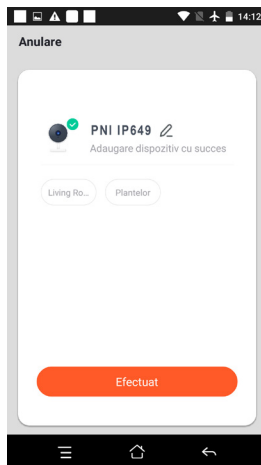 14:12
Anulare
PNI IP649
Adaugare dispozitiv cu succes
Living Ro... Plantelor
Efectuat